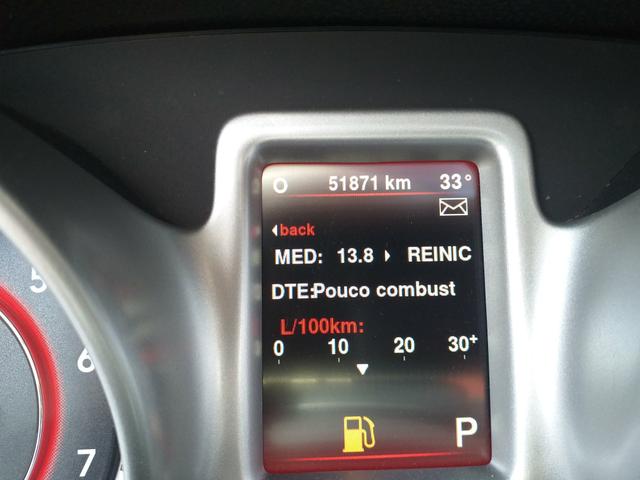 O 51871 km 33°
back
MED: 13.8 REINIC
DTE:Pouco combust
L/100km:
0 10 20 30+
P
5
6
7